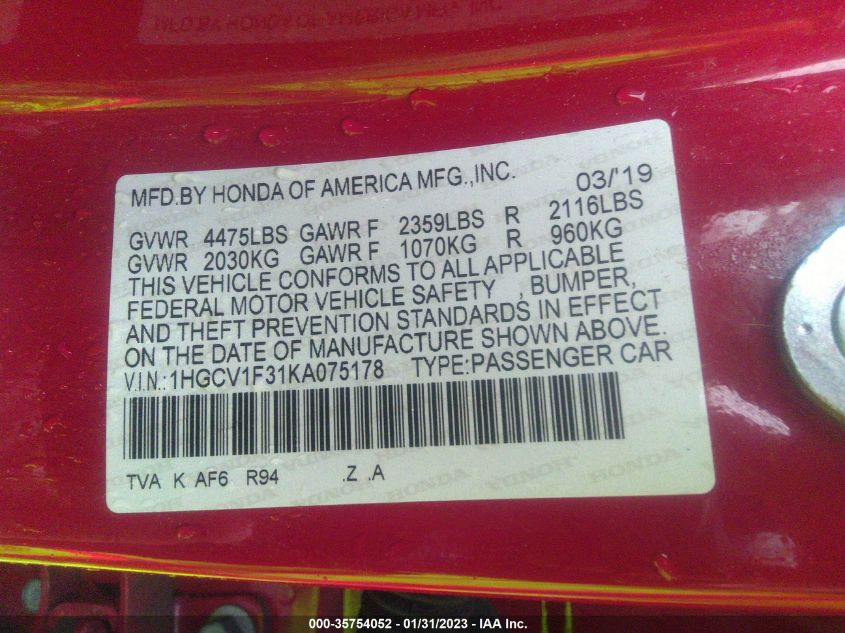 MFD.BY HONDA OF AMERICA MFG.,INC. 03/'19
GVWR 4475LBS GAWR F 2359LBS R 2116LBS
GVWR 2030KG GAWR F 1070KG R 960KG
THIS VEHICLE CONFORMS TO ALL APPLICABLE
FEDERAL MOTOR VEHICLE SAFETY , BUMPER,
AND THEFT PREVENTION STANDARDS IN EFFECT
ON THE DATE OF MANUFACTURE SHOWN ABOVE.
V.I.N.:1HGCV1F31KA075178 TYPE:PASSENGER CAR
TVA K AF6 R94 .Z .A
000-35754052 - 01/31/2023 - IAA Inc.